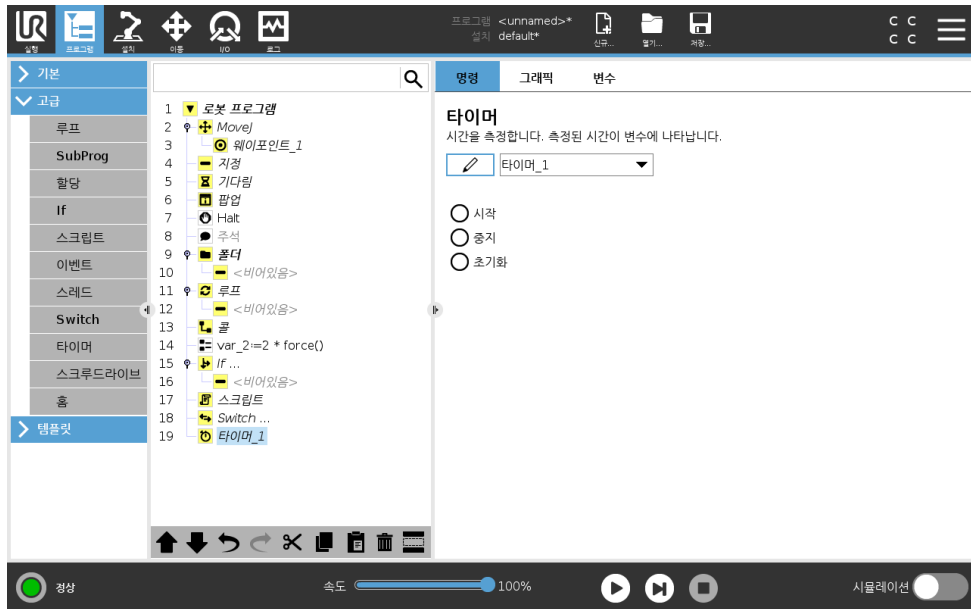 UR
실행
프로그램
설치
이동
I/O
로그
프로그램 <unnamed>*
설치 default*
신규...
열기...
저장...
C C
C C
기본
고급
루프
SubProg
할당
If
스크립트
이벤트
스레드
Switch
타이머
스크루드라이브
홈
템플릿
1 로봇 프로그램
2 MoveJ
3 웨이포인트_1
4 지정
5 기다림
6 팝업
7 Halt
8 주석
9 폴더
10 <비어있음>
11 루프
12 <비어있음>
13 콜
14 var_2≔2 * force()
15 If ...
16 <비어있음>
17 스크립트
18 Switch ...
19 타이머_1
명령 그래픽 변수
타이머
시간을 측정합니다. 측정된 시간이 변수에 나타납니다.
타이머_1
시작
중지
초기화
정상
속도 100%
시뮬레이션